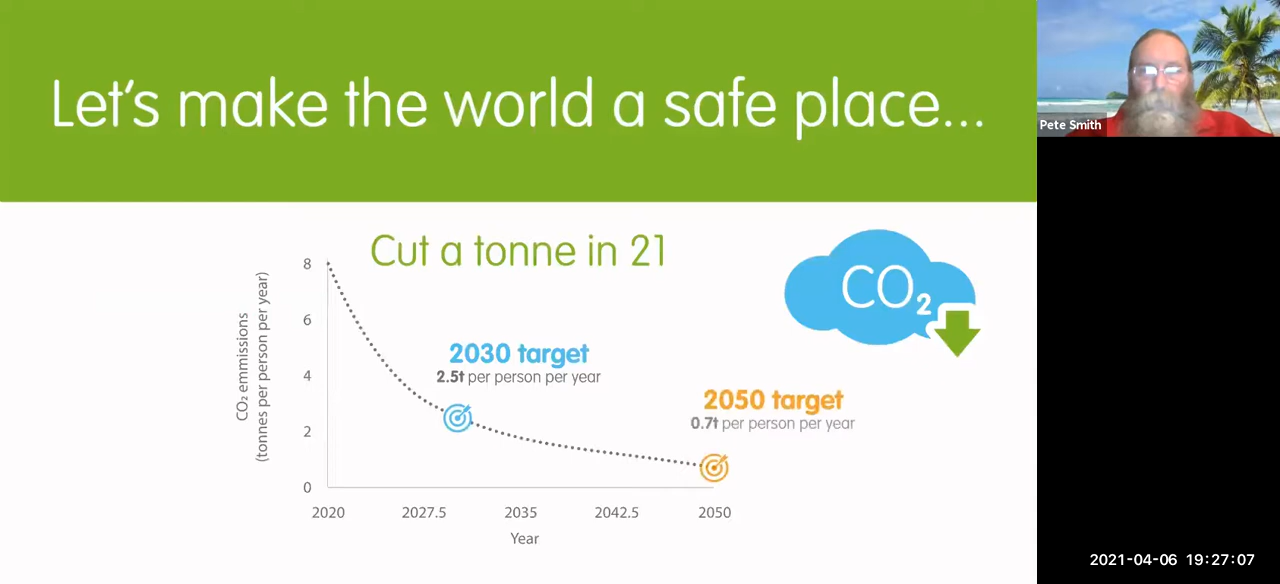 Let's make the world a safe place...
Pete Smith
Cut a tonne in 21
CO₂
CO₂ emmissions
(tonnes per person per year)
8
6
4
2
0
2030 target
2.5t per person per year
2050 target
0.7t per person per year
2020 2027.5 2035 2042.5 2050
Year
2021-04-06 19:27:07